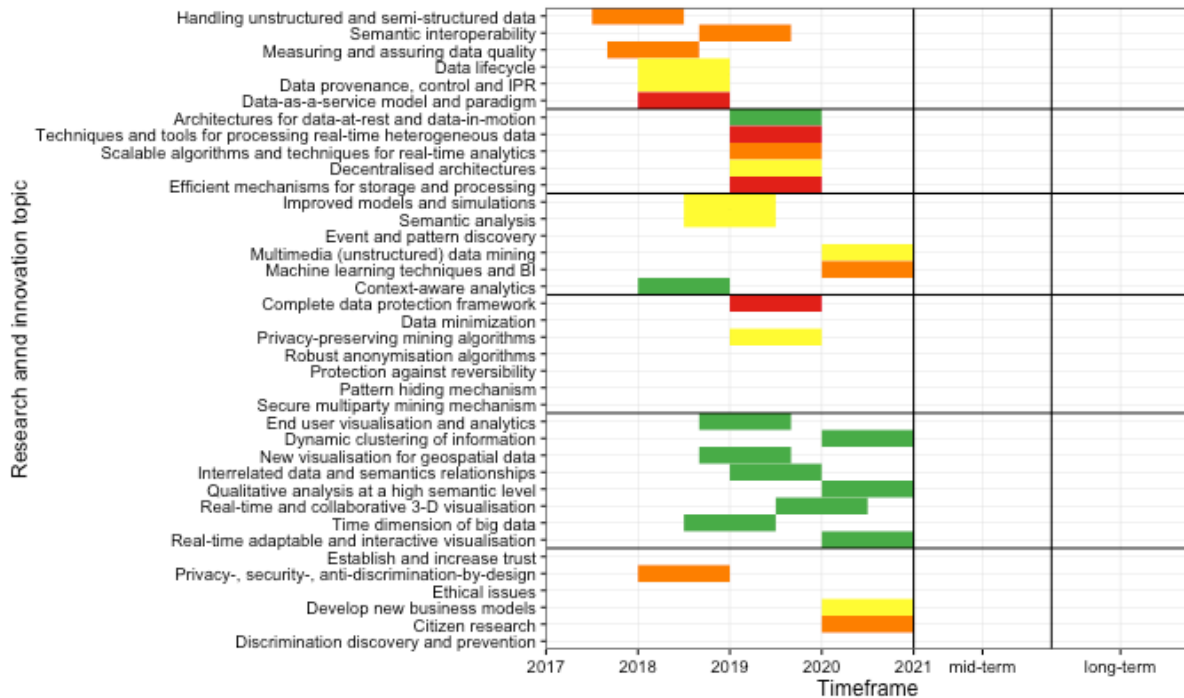 Handling unstructured and semi-structured data
Semantic interoperability
Measuring and assuring data quality
Data lifecycle
Data provenance, control and IPR
Data-as-a-service model and paradigm
Architectures for data-at-rest and data-in-motion
Techniques and tools for processing real-time heterogeneous data
Scalable algorithms and techniques for real-time analytics
Decentralised architectures
Efficient mechanisms for storage and processing
Improved models and simulations
Semantic analysis
Event and pattern discovery
Multimedia (unstructured) data mining
Machine learning techniques and BI
Context-aware analytics
Complete data protection framework
Data minimization
Privacy-preserving mining algorithms
Robust anonymisation algorithms
Protection against reversibility
Pattern hiding mechanism
Secure multiparty mining mechanism
End user visualisation and analytics
Dynamic clustering of information
New visualisation for geospatial data
Interrelated data and semantics relationships
Qualitative analysis at a high semantic level
Real-time and collaborative 3-D visualisation
Time dimension of big data
Real-time adaptable and interactive visualisation
Establish and increase trust
Privacy-, security-, anti-discrimination-by-design
Ethical issues
Develop new business models
Citizen research
Discrimination discovery and prevention
Research annd innovation topic
2017 2018 2019 2020 2021 mid-term long-term
Timeframe